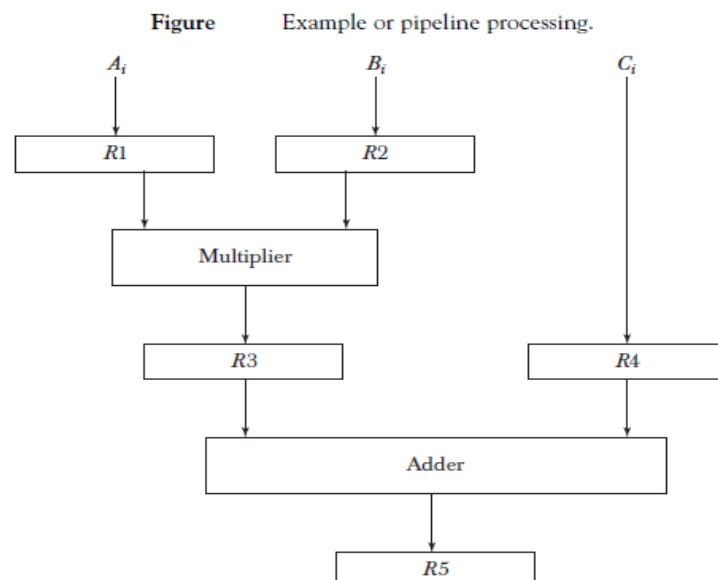 Figure Example or pipeline processing.
A_i B_i C_i
R1 R2
Multiplier
R3 R4
Adder
R5